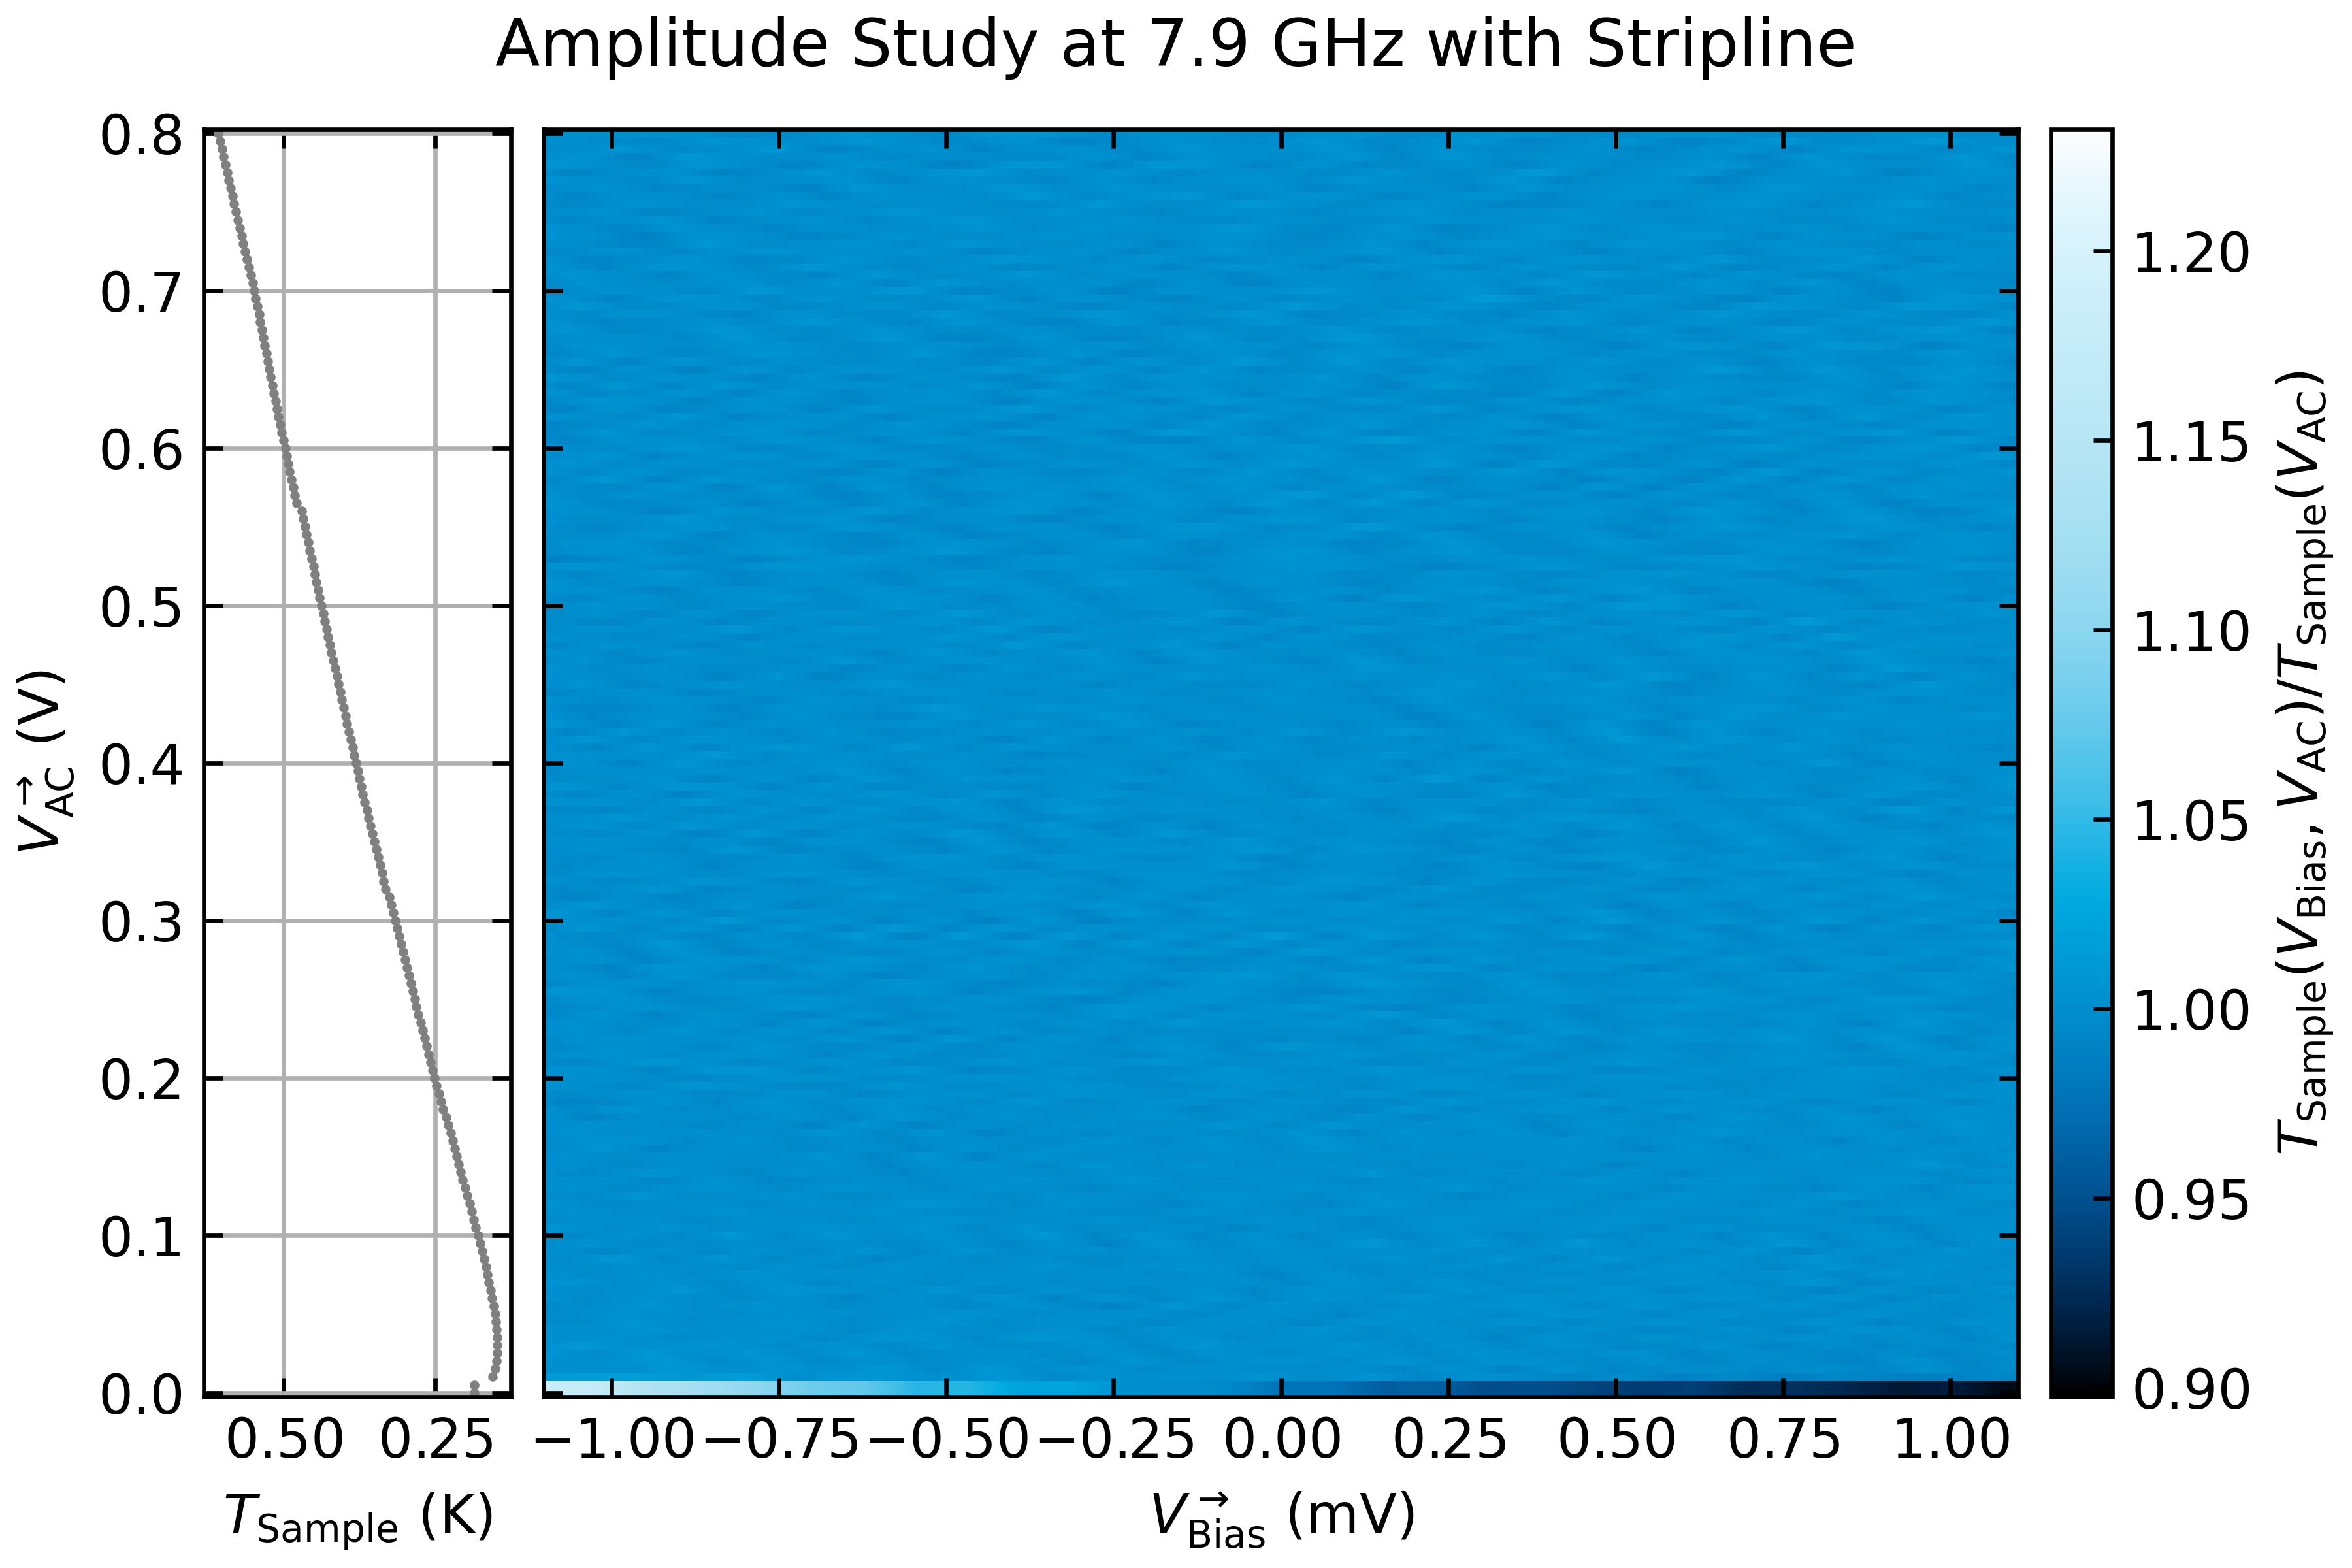 Amplitude Study at 7.9 GHz with Stripline
V→AC (V)
0.8
0.7
0.6
0.5
0.4
0.3
0.2
0.1
0.0
0.50 0.25
TSample (K)
−1.00 −0.75 −0.50 −0.25 0.00 0.25 0.50 0.75 1.00
V→Bias (mV)
1.20
1.15
1.10
1.05
1.00
0.95
0.90
TSample(VBias, VAC)/TSample(VAC)